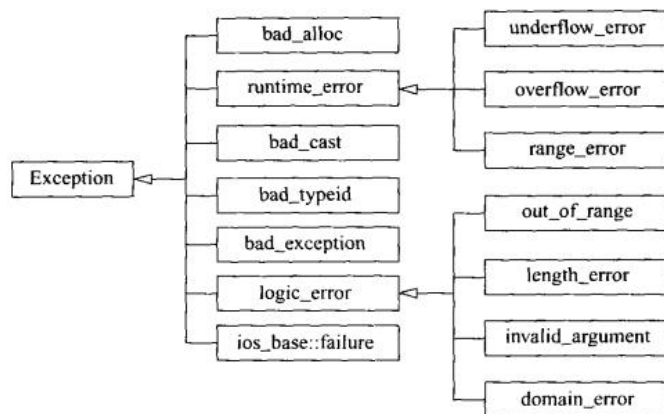 Exception
bad_alloc
runtime_error
bad_cast
bad_typeid
bad_exception
logic_error
ios_base::failure
underflow_error
overflow_error
range_error
out_of_range
length_error
invalid_argument
domain_error